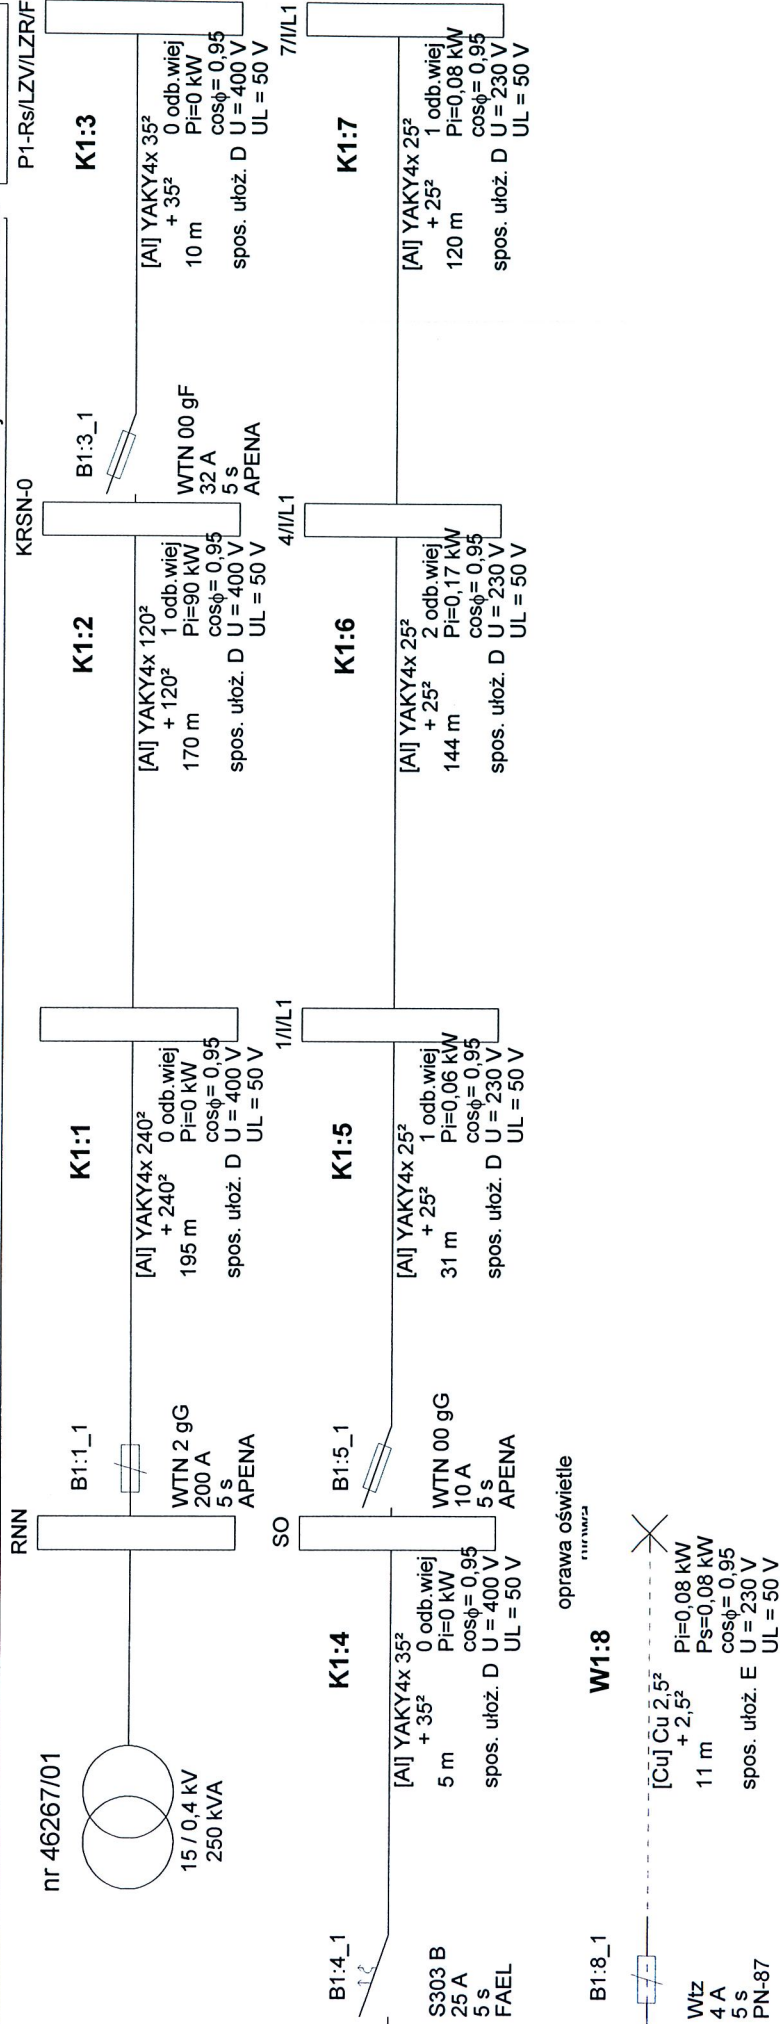 nr 46267/01
15 / 0,4 kV
250 kVA
RNN
B1:1_1
WTN 2 gG
200 A
5 s
APENA
K1:1
[Al] YAKY4x 240²
+ 240²
195 m
0 odb.wiej
Pi=0 kW
cosϕ= 0,95
spos. ułoż. D U = 400 V
UL = 50 V
K1:2
[Al] YAKY4x 120²
+ 120²
170 m
1 odb.wiej
Pi=90 kW
cosϕ= 0,95
spos. ułoż. D U = 400 V
UL = 50 V
KRSN-0
B1:3_1
WTN 00 gF
32 A
5 s
APENA
K1:3
[Al] YAKY4x 35²
+ 35²
10 m
0 odb.wiej
Pi=0 kW
cosϕ= 0,95
spos. ułoż. D U = 400 V
UL = 50 V
P1-Rs/LZV/LZR/F
B1:4_1
S303 B
25 A
5 s
FAEL
K1:4
[Al] YAKY4x 35²
+ 35²
5 m
0 odb.wiej
Pi=0 kW
cosϕ= 0,95
spos. ułoż. D U = 400 V
UL = 50 V
SO
B1:5_1
WTN 00 gG
10 A
5 s
APENA
K1:5
[Al] YAKY4x 25²
+ 25²
31 m
1 odb.wiej
Pi=0,06 kW
cosϕ= 0,95
spos. ułoż. D U = 230 V
UL = 50 V
1/I/L1
K1:6
[Al] YAKY4x 25²
+ 25²
144 m
2 odb.wiej
Pi=0,17 kW
cosϕ= 0,95
spos. ułoż. D U = 230 V
UL = 50 V
4/I/L1
K1:7
[Al] YAKY4x 25²
+ 25²
120 m
1 odb.wiej
Pi=0,08 kW
cosϕ= 0,95
spos. ułoż. D U = 230 V
UL = 50 V
7/I/L1
B1:8_1
Wtz
4 A
5 s
PN-87
W1:8
[Cu] Cu 2,5²
+ 2,5²
11 m
Pi=0,08 kW
Ps=0,08 kW
cosϕ= 0,95
spos. ułoż. E U = 230 V
UL = 50 V
oprawa oświetle